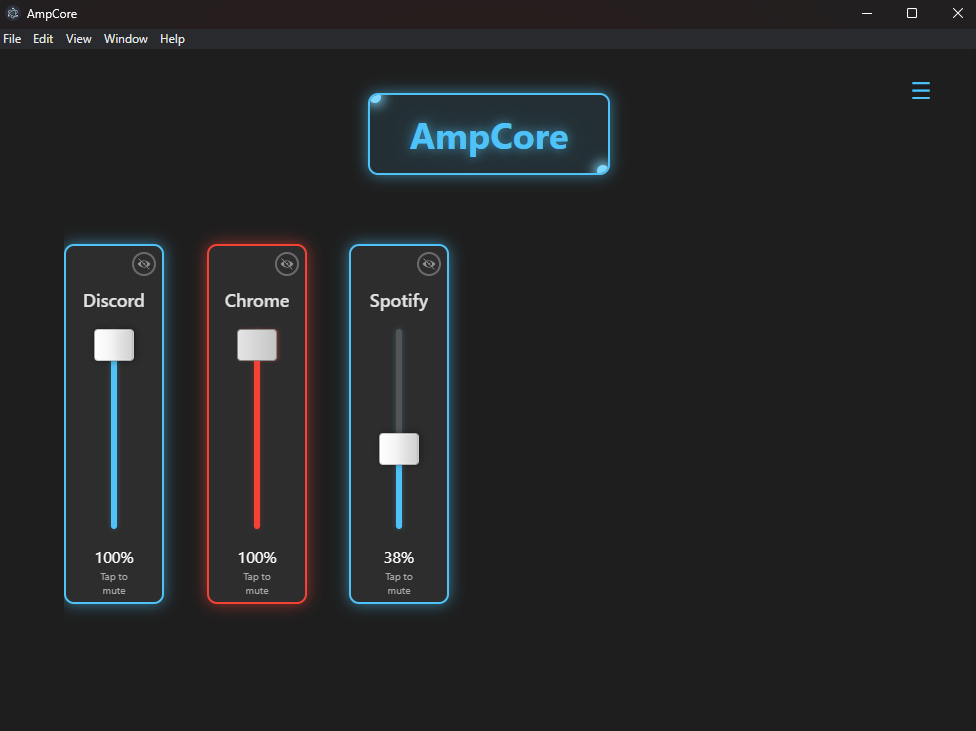 AmpCore
File Edit View Window Help
AmpCore
Discord
100%
Tap to
mute
Chrome
100%
Tap to
mute
Spotify
38%
Tap to
mute